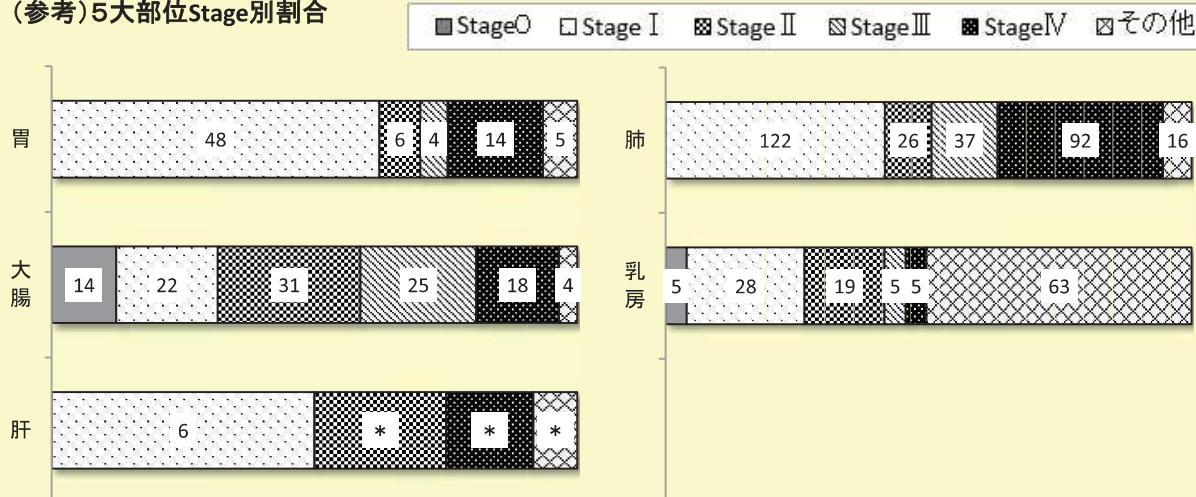 （参考）５大部位Stage別割合
Stage0 StageⅠ StageⅡ StageⅢ StageⅣ その他
胃 48 6 4 14 5
大腸 14 22 31 25 18 4
肝 6 * * *
肺 122 26 37 92 16
乳房 5 28 19 5 5 63